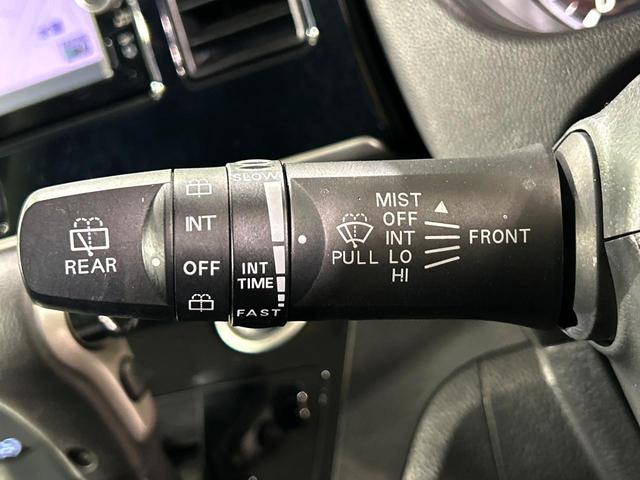 REAR
INT
OFF
SLOW
INT
TIME
FAST
PULL
MIST
OFF
INT
LO
HI
FRONT